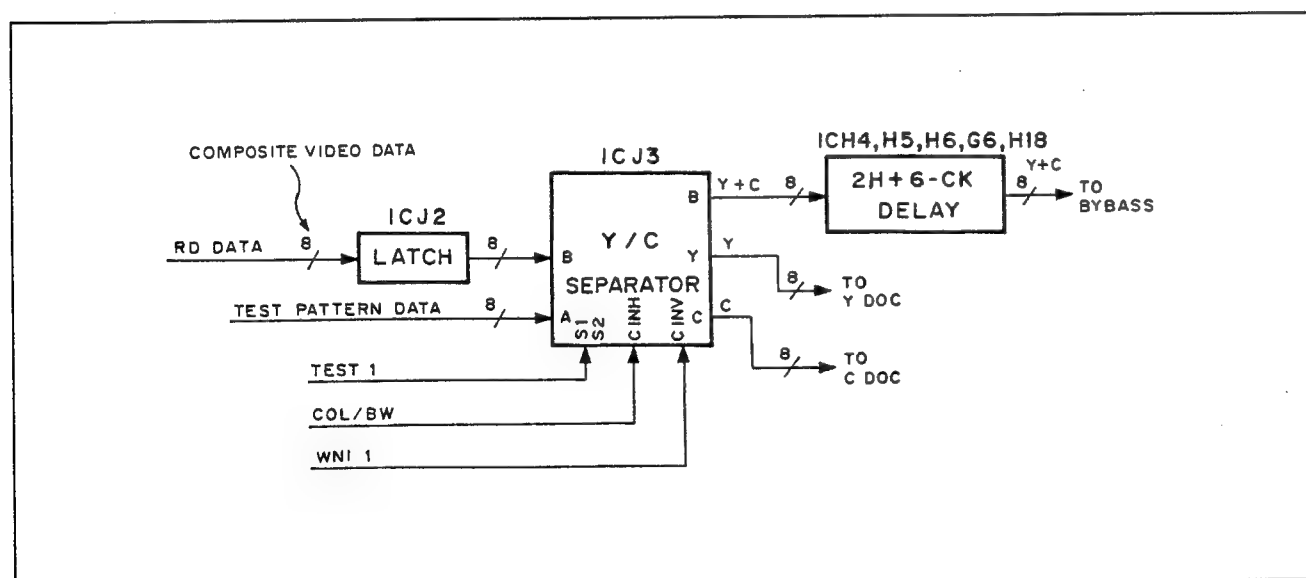 COMPOSITE VIDEO DATA
RD DATA
8
ICJ2
LATCH
8
TEST PATTERN DATA
8
ICJ3
Y/C
SEPARATOR
B
A
S1
S2
C INH
C INV
B
Y
C
TEST 1
COL/BW
WNI 1
Y+C
8
ICH4,H5,H6,G6,H18
2H+6-CK
DELAY
Y+C
8
TO
BYBASS
Y
8
TO
Y DOC
C
8
TO
C DOC